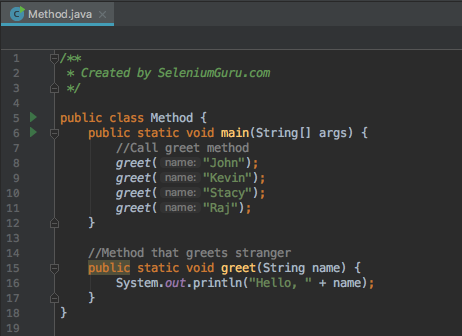 Method.java
1 /**
2 * Created by SeleniumGuru.com
3 */
4
5 public class Method {
6 public static void main(String[] args) {
7 //Call greet method
8 greet( name: "John");
9 greet( name: "Kevin");
10 greet( name: "Stacy");
11 greet( name: "Raj");
12 }
13
14 //Method that greets stranger
15 public static void greet(String name) {
16 System.out.println("Hello, " + name);
17 }
18 }
19